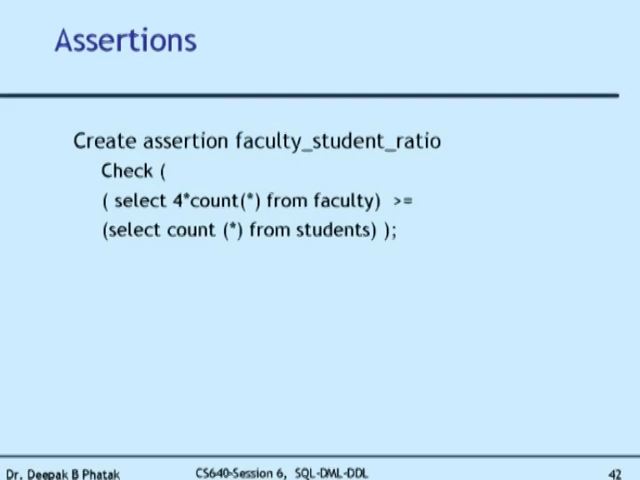 Assertions
Create assertion faculty_student_ratio
Check (
( select 4*count(*) from faculty) >=
(select count (*) from students) );
Dr. Deepak B Phatak
CS640-Session 6, SQL-DML-DDL
42